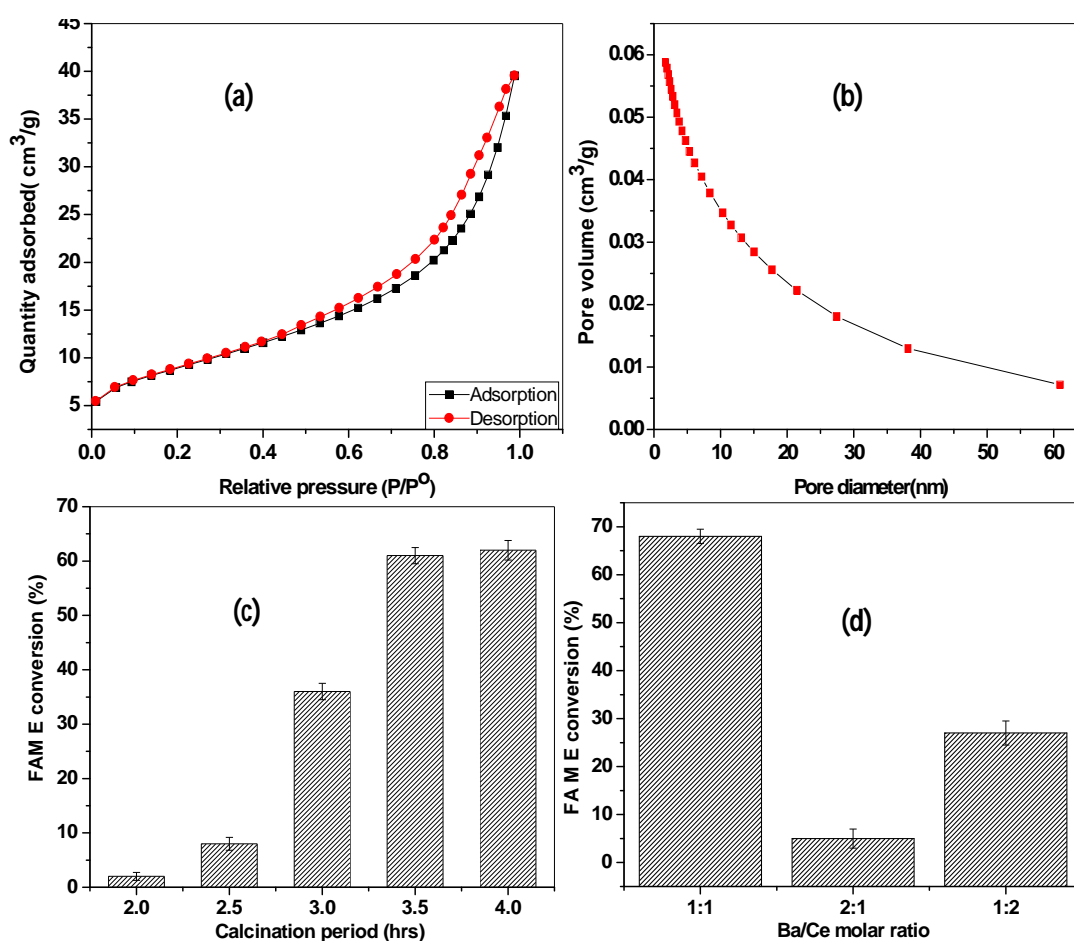 45
40
35
30
25
20
15
10
5
Quantity adsorbed( cm³/g)
(a)
Adsorption
Desorption
0.0 0.2 0.4 0.6 0.8 1.0
Relative pressure (P/P⁰)
0.06
0.05
0.04
0.03
0.02
0.01
0.00
Pore volume (cm³/g)
(b)
0 10 20 30 40 50 60
Pore diameter(nm)
70
60
50
40
30
20
10
0
FAME conversion (%)
(c)
2.0 2.5 3.0 3.5 4.0
Calcination period (hrs)
70
60
50
40
30
20
10
0
FAME conversion (%)
(d)
1:1 2:1 1:2
Ba/Ce molar ratio